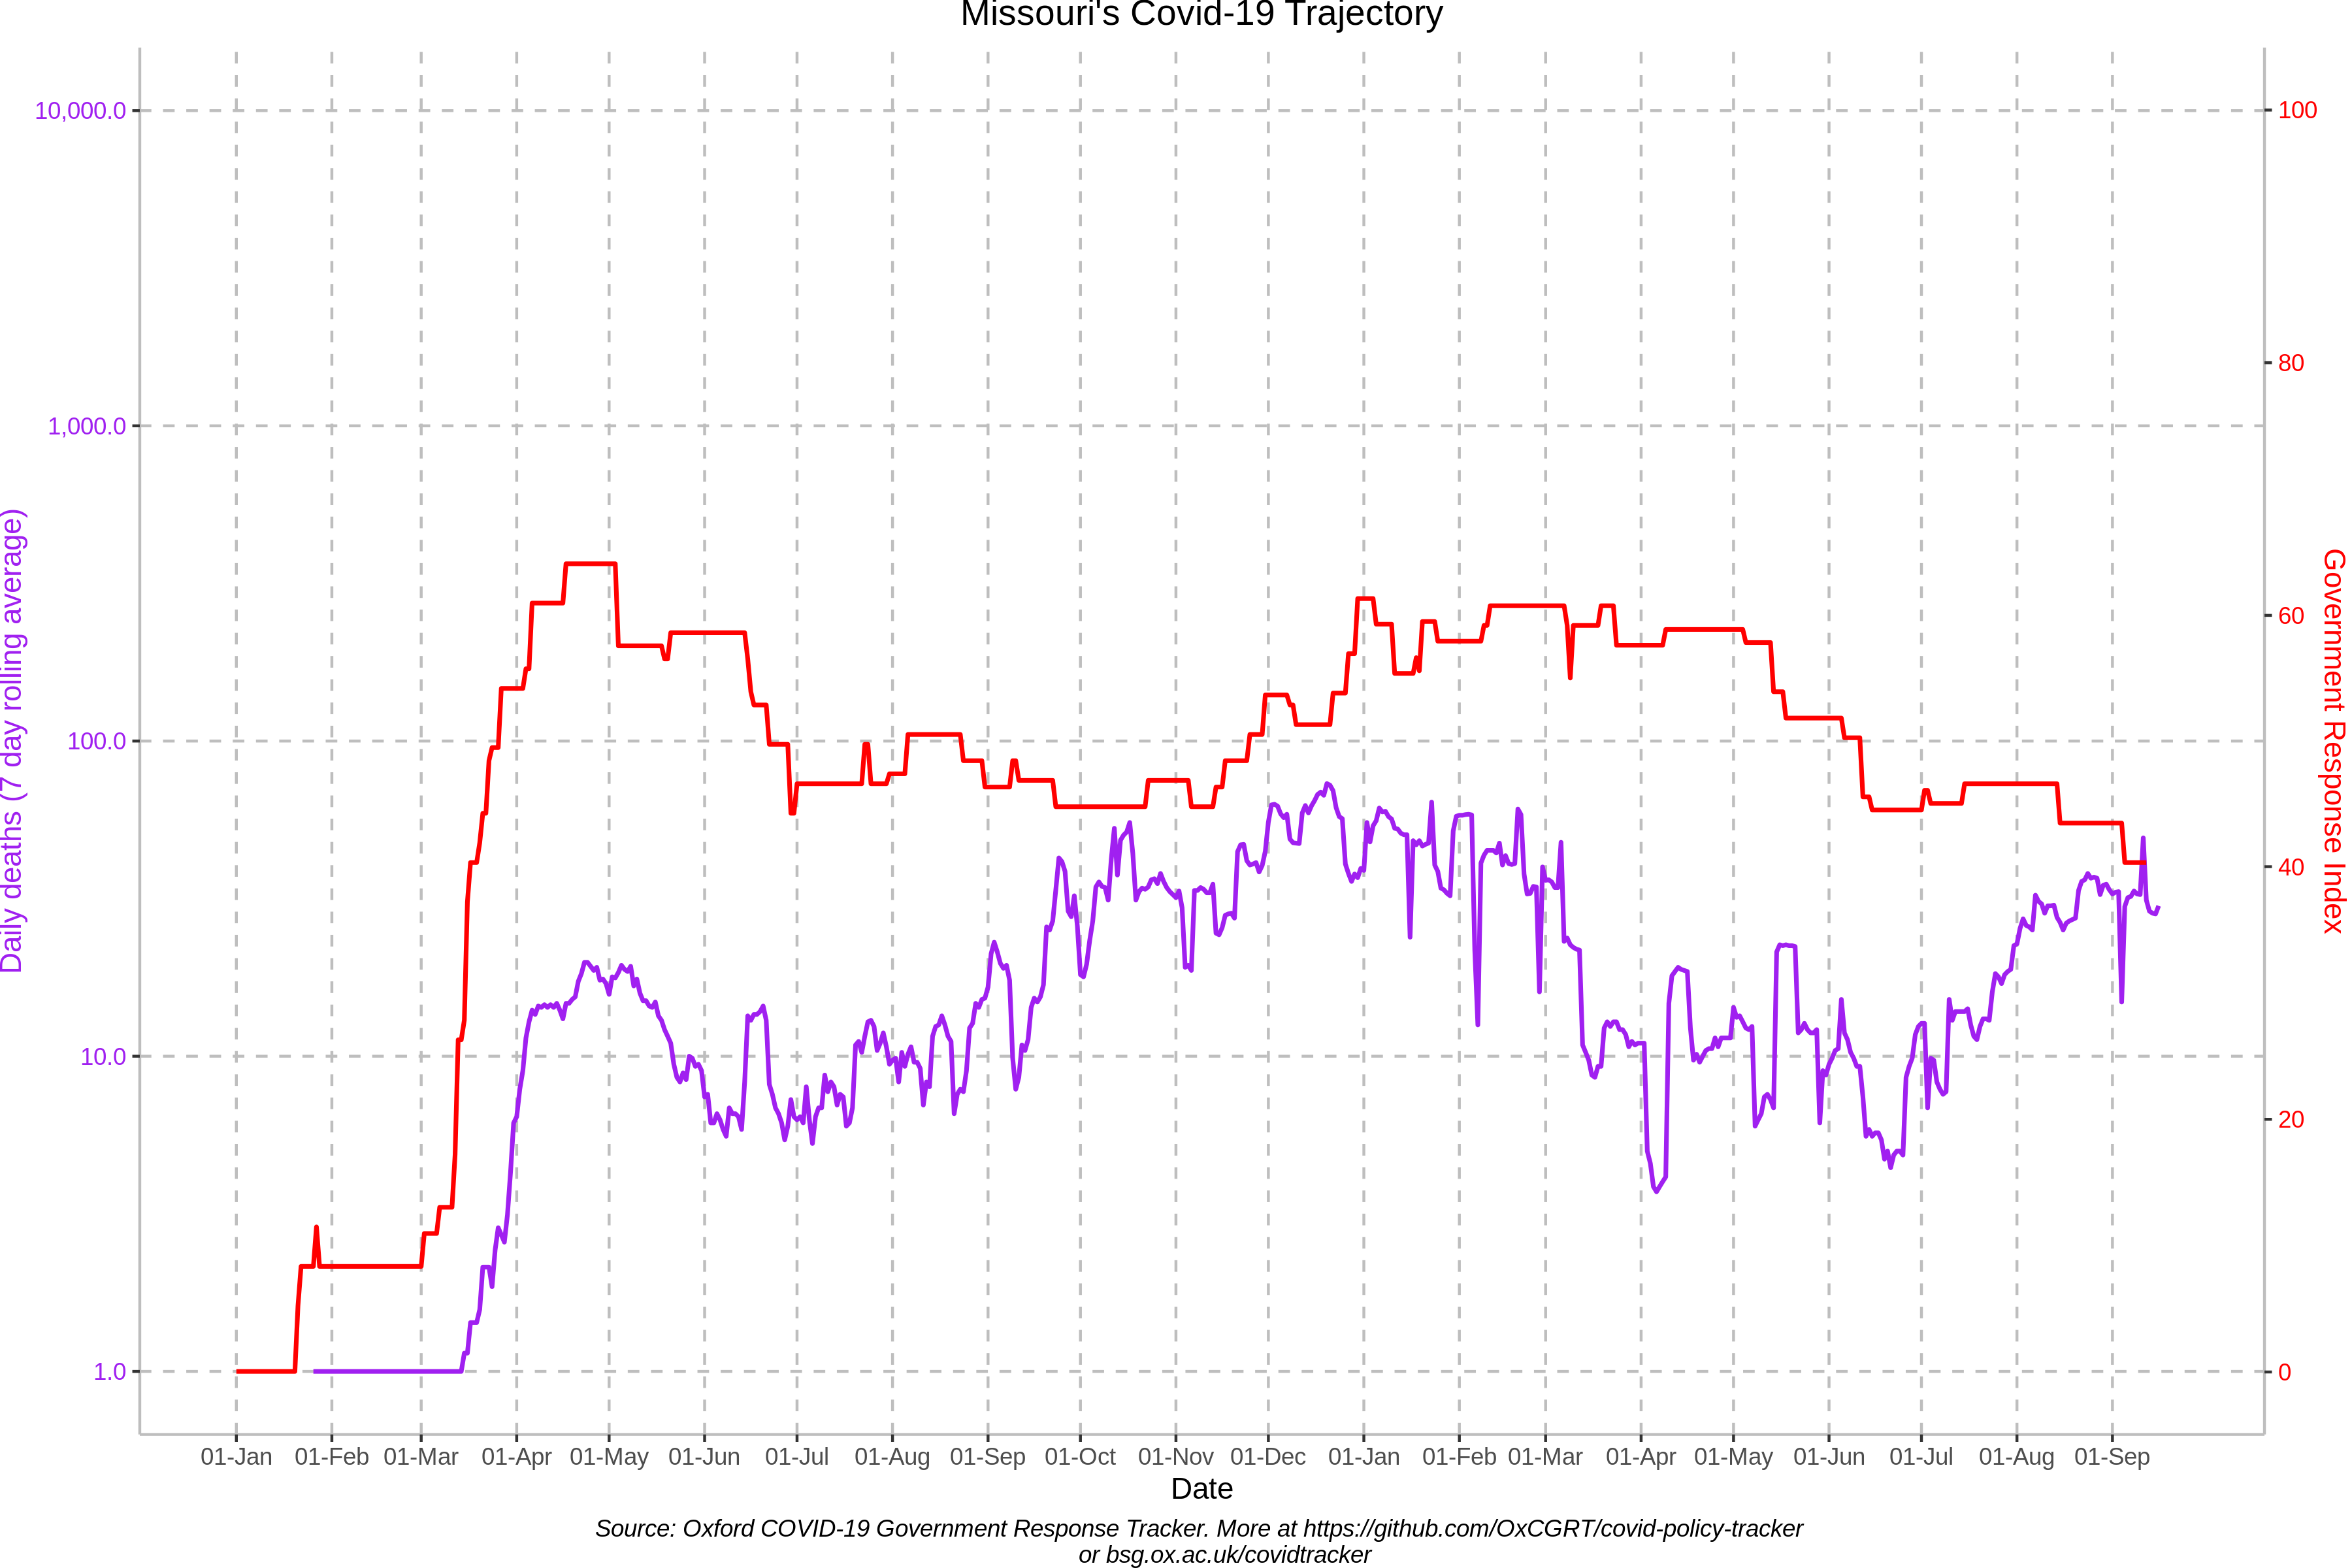 Missouri's Covid-19 Trajectory
10,000.0
1,000.0
100.0
10.0
1.0
Daily deaths (7 day rolling average)
100
80
60
40
20
0
Government Response Index
01-Jan 01-Feb 01-Mar 01-Apr 01-May 01-Jun 01-Jul 01-Aug 01-Sep 01-Oct 01-Nov 01-Dec 01-Jan 01-Feb 01-Mar 01-Apr 01-May 01-Jun 01-Jul 01-Aug 01-Sep
Date
Source: Oxford COVID-19 Government Response Tracker. More at https://github.com/OxCGRT/covid-policy-tracker
or bsg.ox.ac.uk/covidtracker